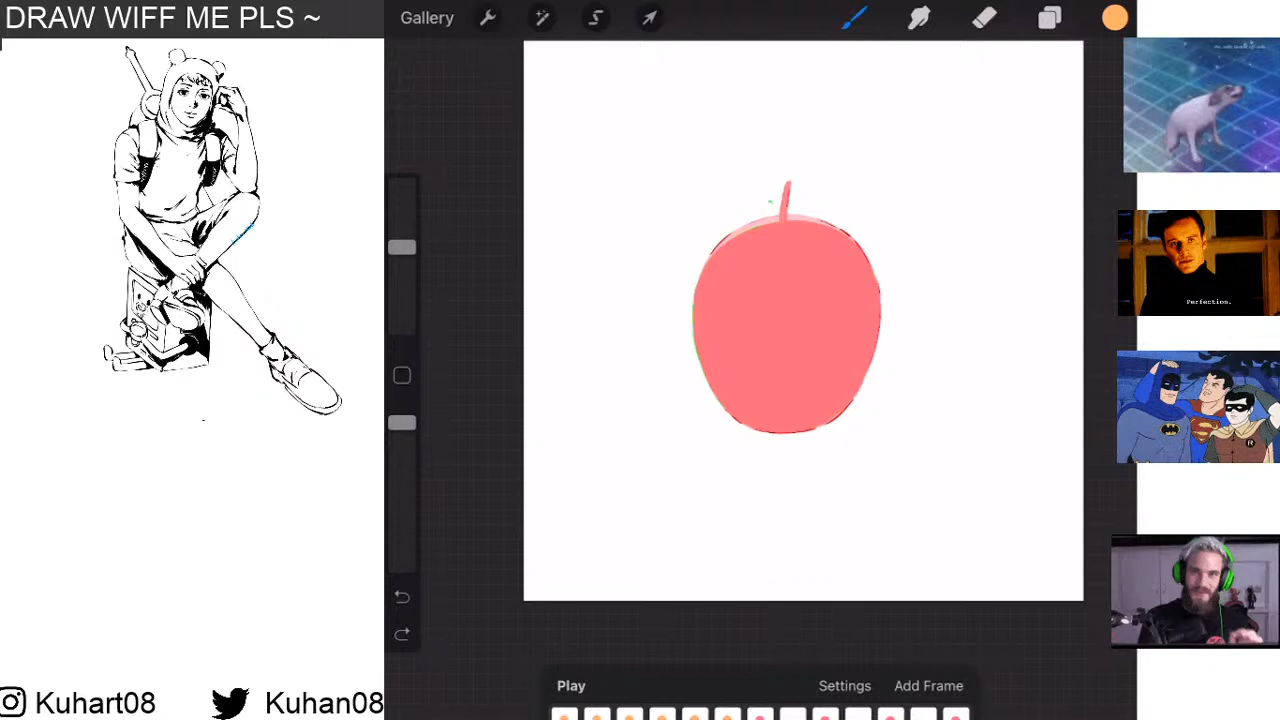 DRAW WIFF ME PLS ~
Gallery
Perfection.
R
Play
Settings
Add Frame
Kuhart08
Kuhan08